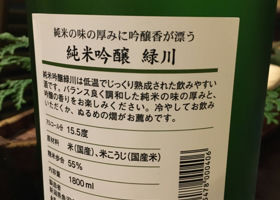 純米の味の厚みに吟醸香が漂う
純米吟醸 緑川
純米吟醸緑川は低温でじっくり熟成された飲みやすい
酒です。バランス良く調和した純米の味の厚みと、
吟醸の香りをお楽しみください。冷やしてお飲み
いただくか、ぬるめの燗がお薦めです。
アルコール分 15.5度
原材料 米(国産)、米こうじ(国産米)
精米歩合 55%
内容量 1800ml